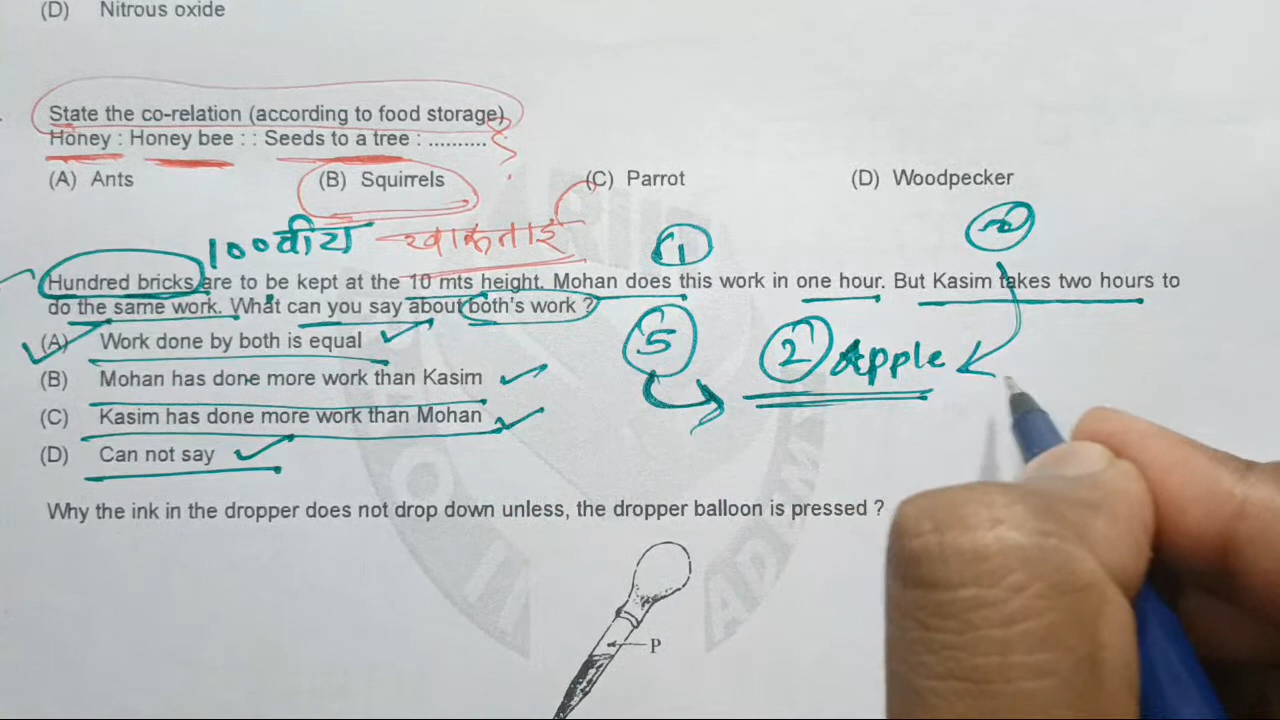 (D) Nitrous oxide
State the co-relation (according to food storage)
Honey : Honey bee : : Seeds to a tree : ..........
(A) Ants (B) Squirrels (C) Parrot (D) Woodpecker
100
1
Hundred bricks are to be kept at the 10 mts height. Mohan does this work in one hour. But Kasim takes two hours to
do the same work. What can you say about both's work ?
(A) Work done by both is equal
5 2 Apple
(B) Mohan has done more work than Kasim
(C) Kasim has done more work than Mohan
(D) Can not say
Why the ink in the dropper does not drop down unless, the dropper balloon is pressed ?
P